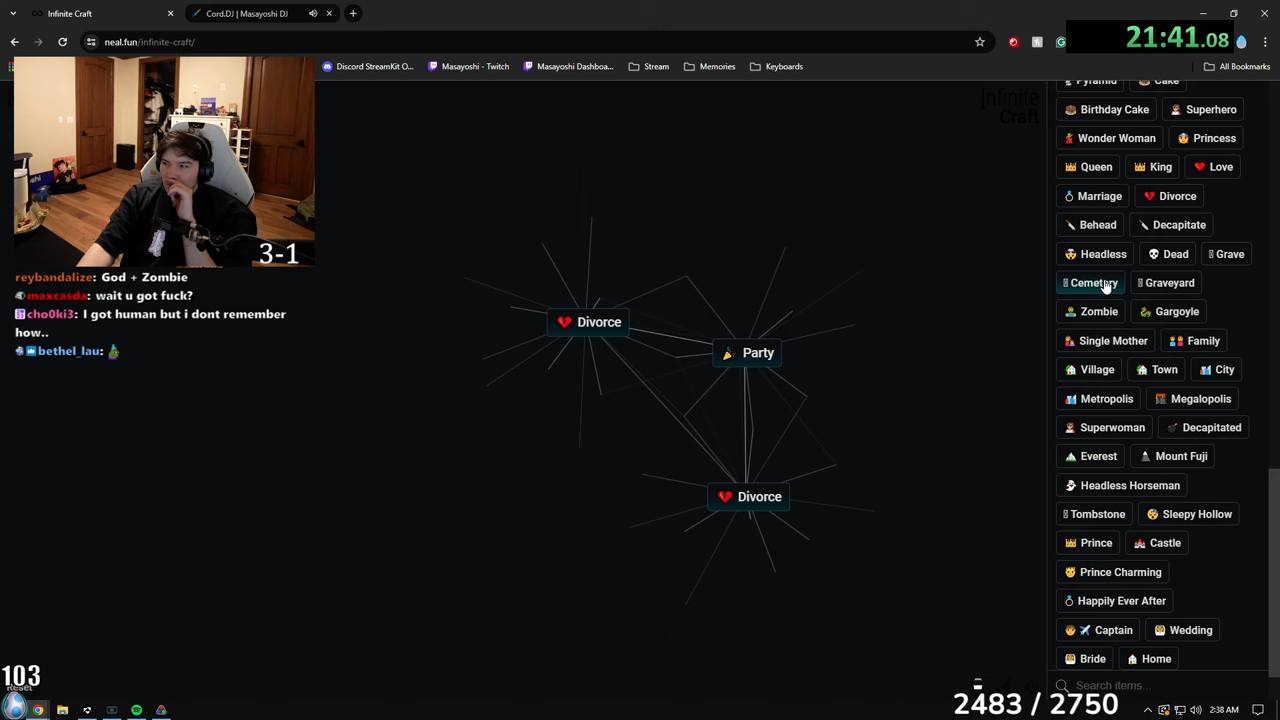 Infinite Craft
Cord.DJ | Masayoshi DJ
21:41.08
neal.fun/infinite-craft/
Discord StreamKit O...
Masayoshi - Twitch
Masayoshi Dashboa...
Stream
Memories
Keyboards
All Bookmarks
Infinite
Craft
Pyramid
Cake
Birthday Cake
Superhero
Wonder Woman
Princess
Queen
King
Love
Marriage
Divorce
Behead
Decapitate
Headless
Dead
Grave
Cemetery
Graveyard
Zombie
Gargoyle
Single Mother
Family
Village
Town
City
Metropolis
Megalopolis
Superwoman
Decapitated
Everest
Mount Fuji
Headless Horseman
Tombstone
Sleepy Hollow
Prince
Castle
Prince Charming
Happily Ever After
Captain
Wedding
Bride
Home
Search items...
3-1
reybandalize: God + Zombie
maxcasda: wait u got fuck?
cho0ki3: I got human but i dont remember
how..
bethel_lau:
Divorce
Party
Divorce
103
Reset
2483 / 2750
2:38 AM